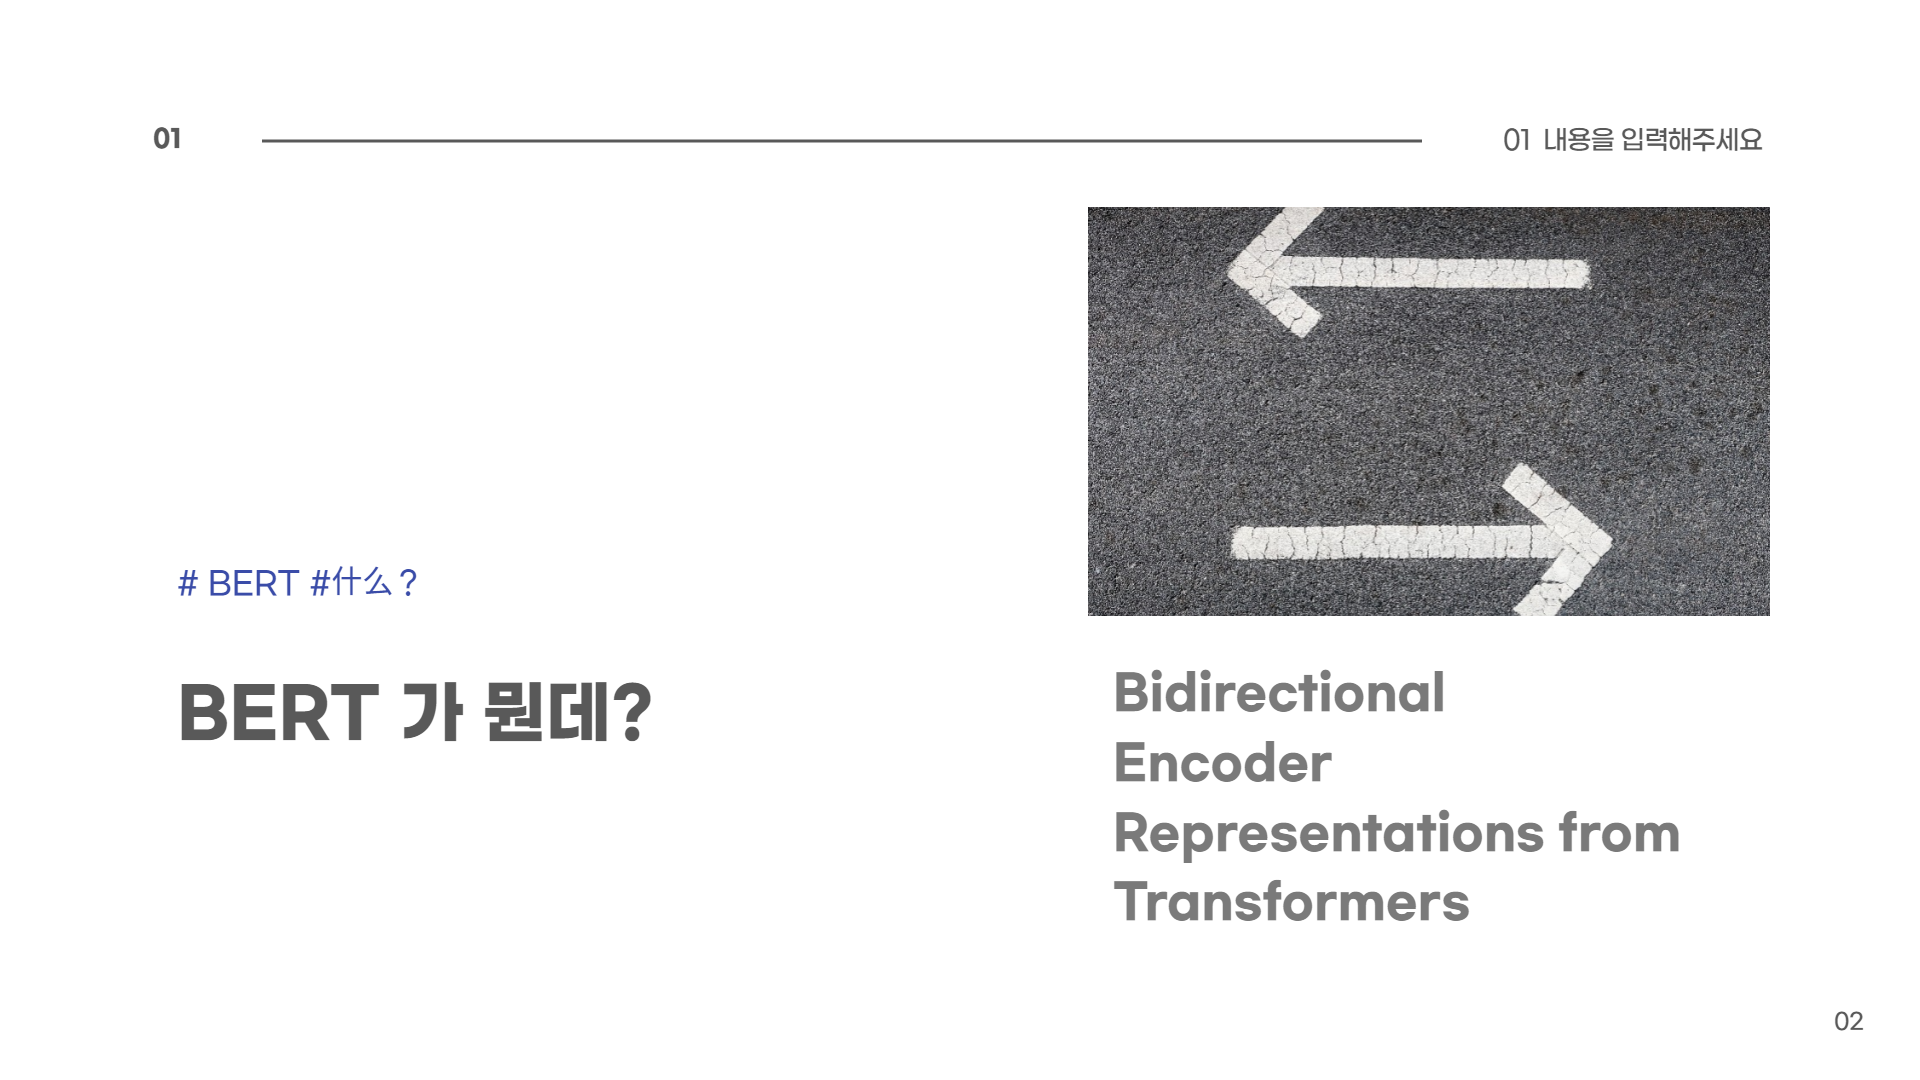 01
01 내용을 입력해주세요
# BERT #什么?
BERT 가 뭔데?
Bidirectional
Encoder
Representations from
Transformers
02